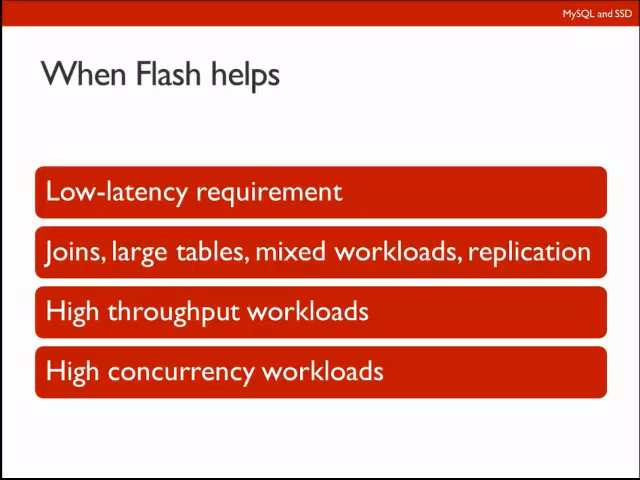 MySQL and SSD
When Flash helps
Low-latency requirement
Joins, large tables, mixed workloads, replication
High throughput workloads
High concurrency workloads